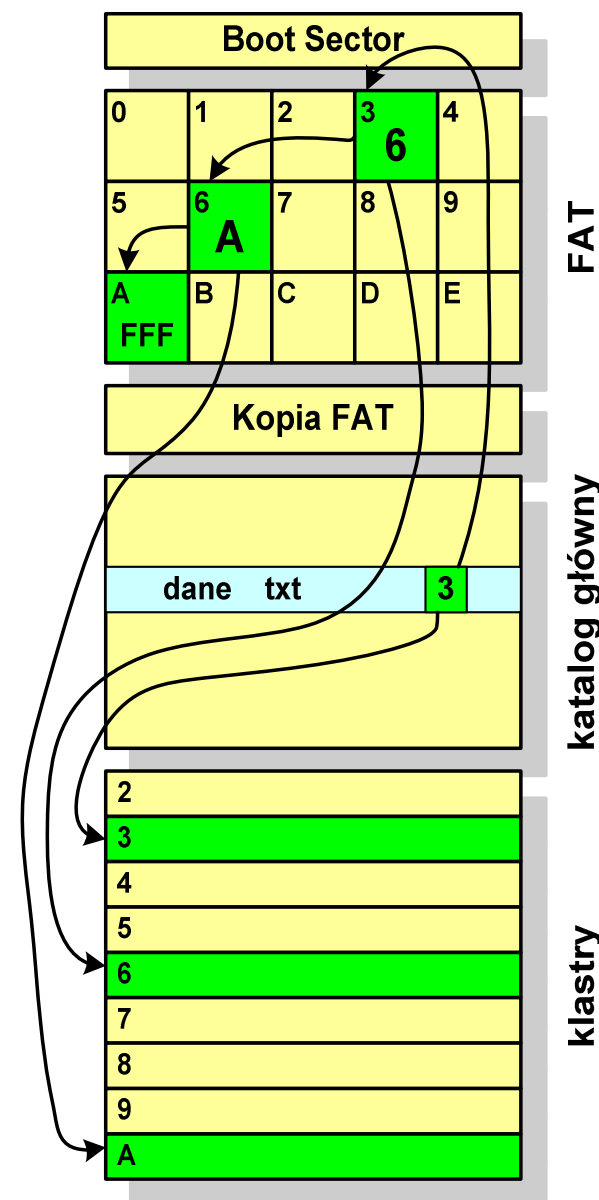 Boot Sector
0 1 2 3 4
6
5 6 7 8 9
A
A B C D E
FFF
FAT
Kopia FAT
dane txt 3
katalog główny
2
3
4
5
6
7
8
9
A
klastry